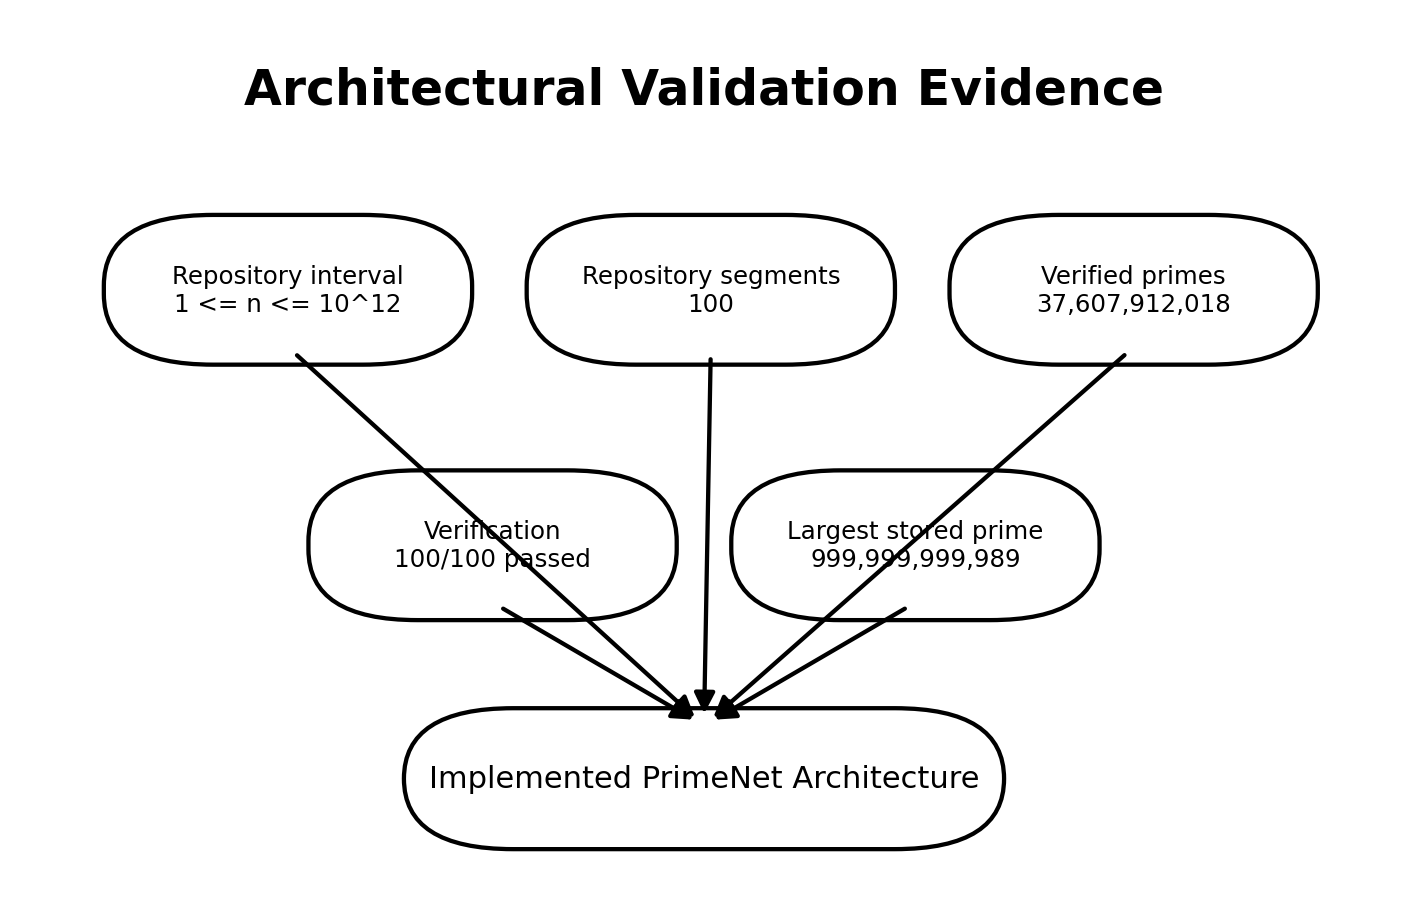 Architectural Validation Evidence
Repository interval
1 <= n <= 10^12
Repository segments
100
Verified primes
37,607,912,018
Verification
100/100 passed
Largest stored prime
999,999,999,989
Implemented PrimeNet Architecture